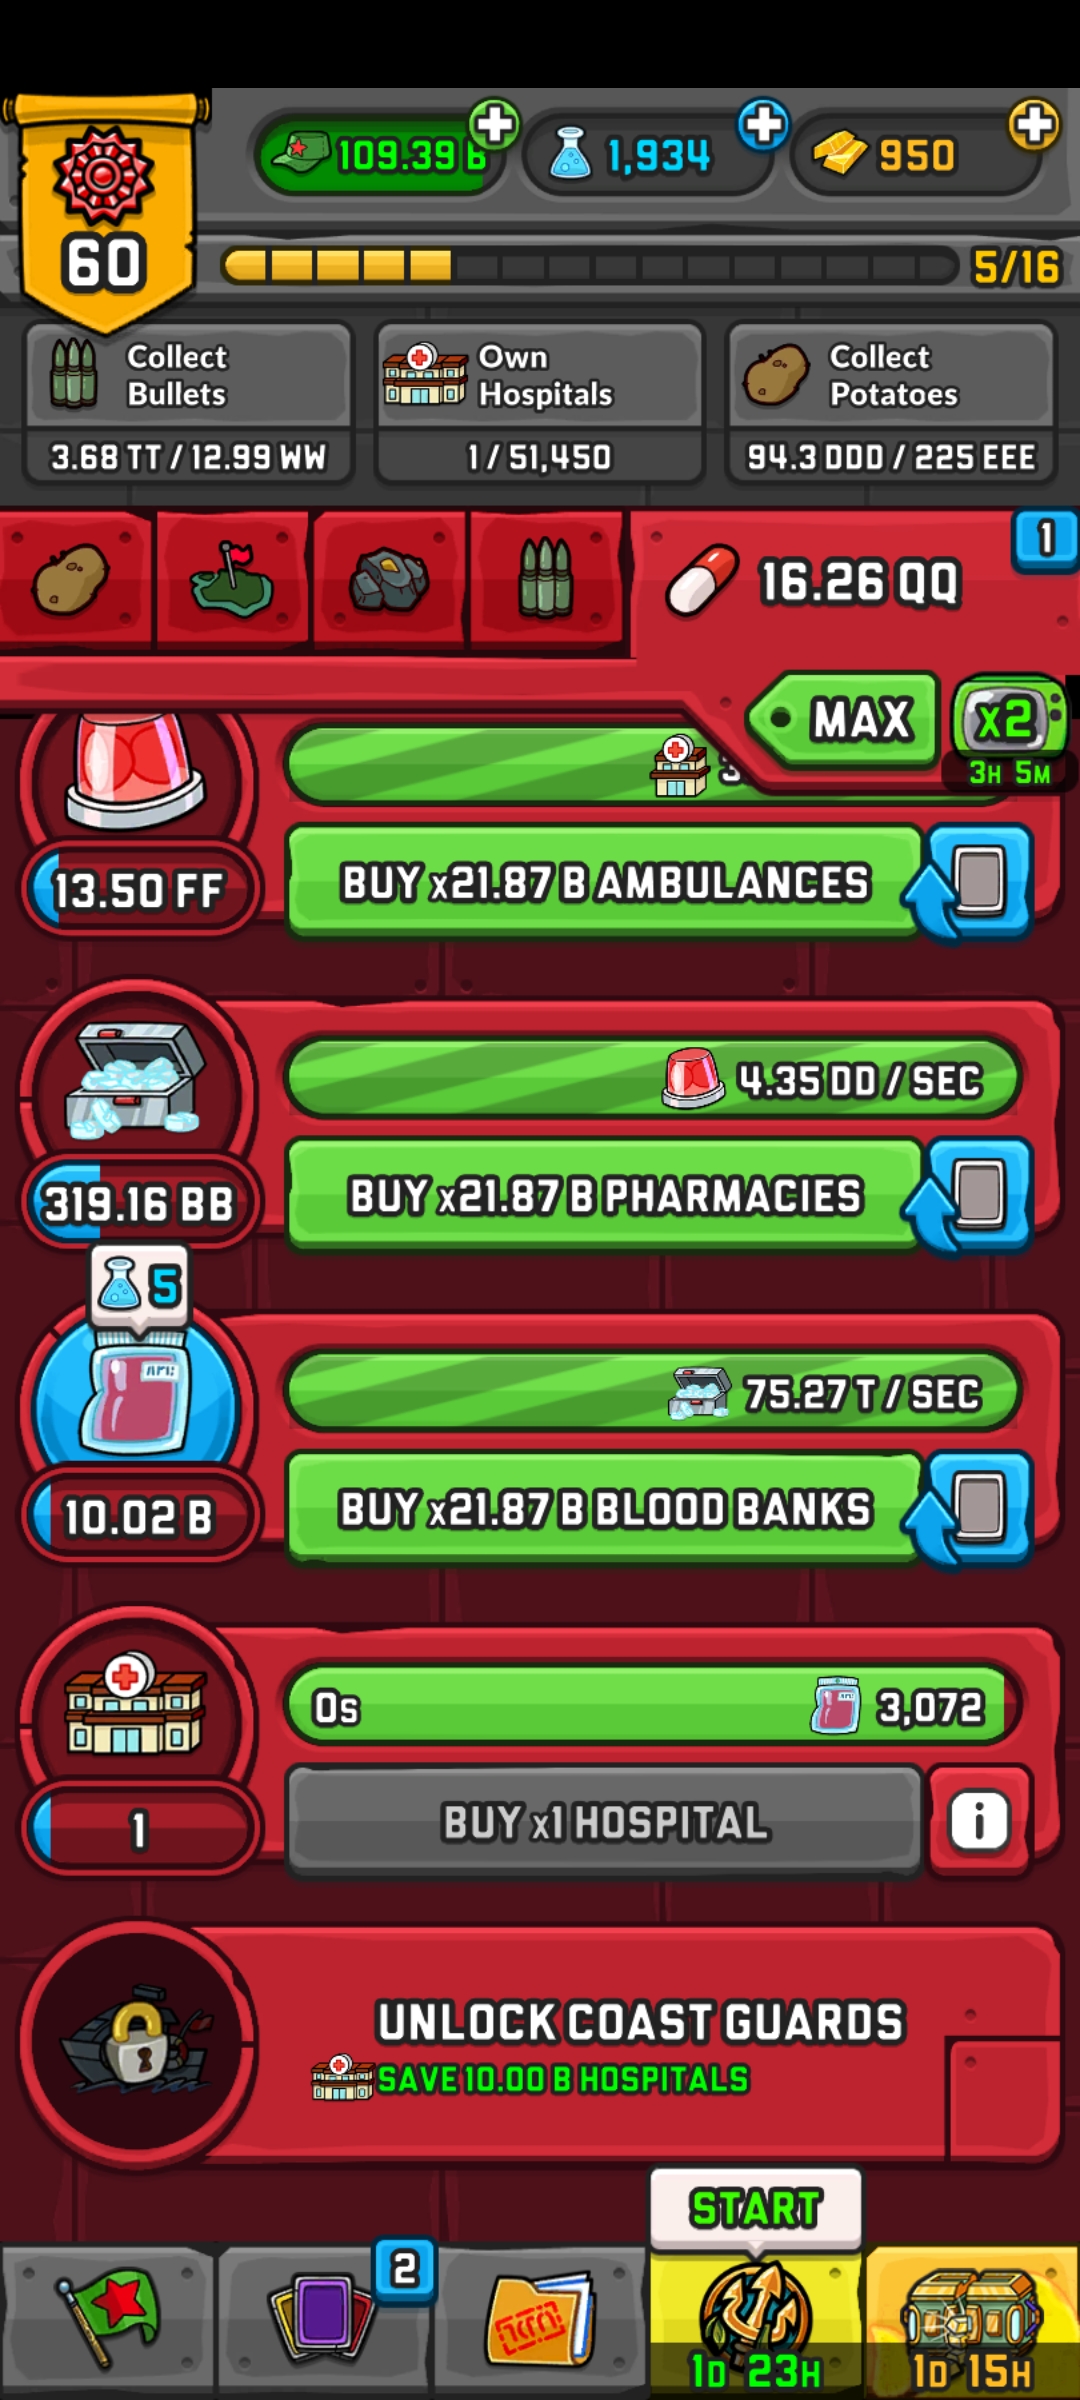 60
109.39 B
1,934
950
5/16
Collect
Bullets
3.68 TT / 12.99 WW
Own
Hospitals
1 / 51,450
Collect
Potatoes
94.3 DDD / 225 EEE
16.26 QQ
1
MAX
x2
3H 5M
13.50 FF
BUY x21.87 B AMBULANCES
4.35 DD / SEC
319.16 BB
BUY x21.87 B PHARMACIES
5
75.27 T / SEC
10.02 B
BUY x21.87 B BLOOD BANKS
0s
3,072
1
BUY x1 HOSPITAL
i
UNLOCK COAST GUARDS
SAVE 10.00 B HOSPITALS
START
2
1D 23H
1D 15H